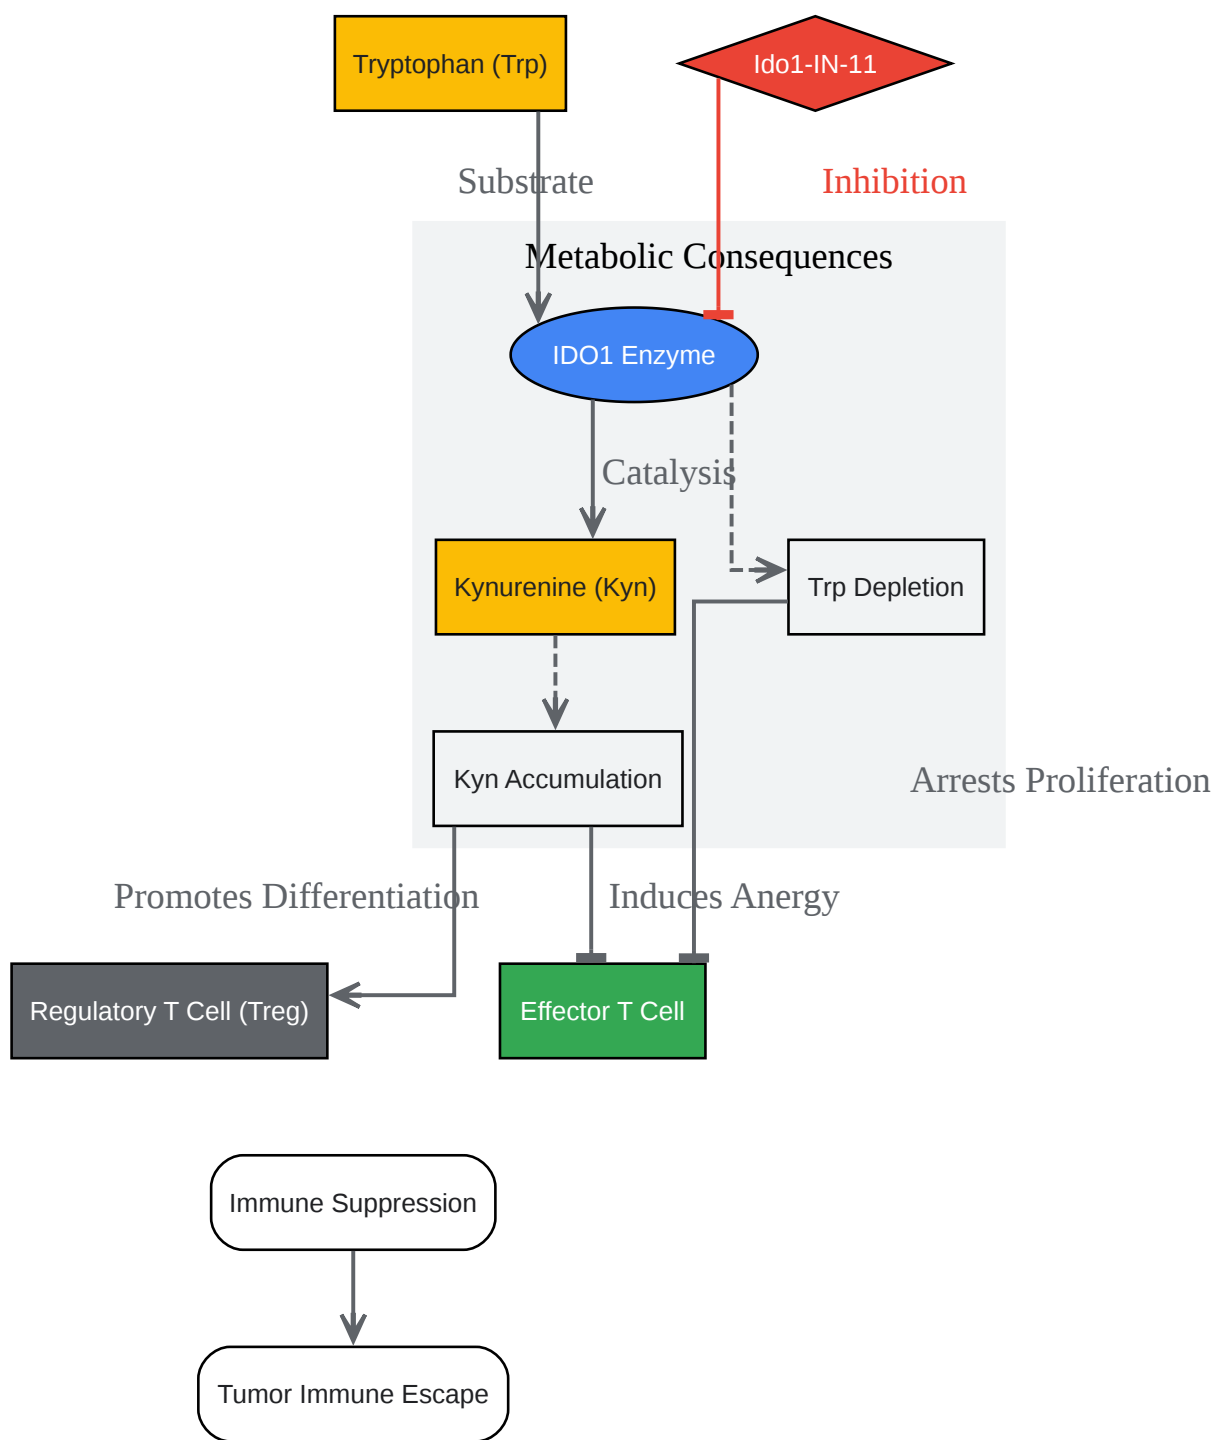 Tryptophan (Trp)
Ido1-IN-11
Substrate
Inhibition
Metabolic Consequences
IDO1 Enzyme
Catalysis
Kynurenine (Kyn)
Trp Depletion
Kyn Accumulation
Arrests Proliferation
Promotes Differentiation
Induces Anergy
Regulatory T Cell (Treg)
Effector T Cell
Immune Suppression
Tumor Immune Escape